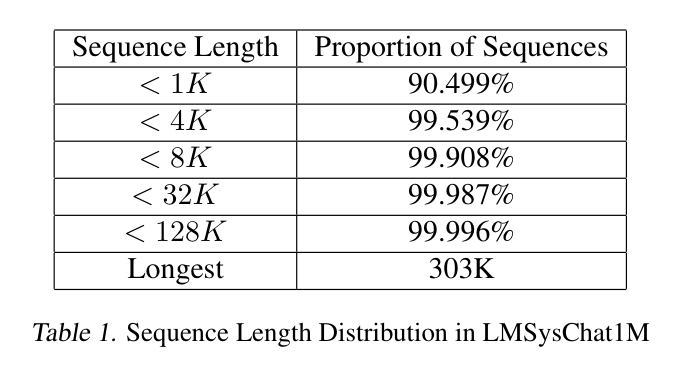 Sequence Length Proportion of Sequences
< 1K 90.499%
< 4K 99.539%
< 8K 99.908%
< 32K 99.987%
< 128K 99.996%
Longest 303K
Table 1. Sequence Length Distribution in LMSysChat1M